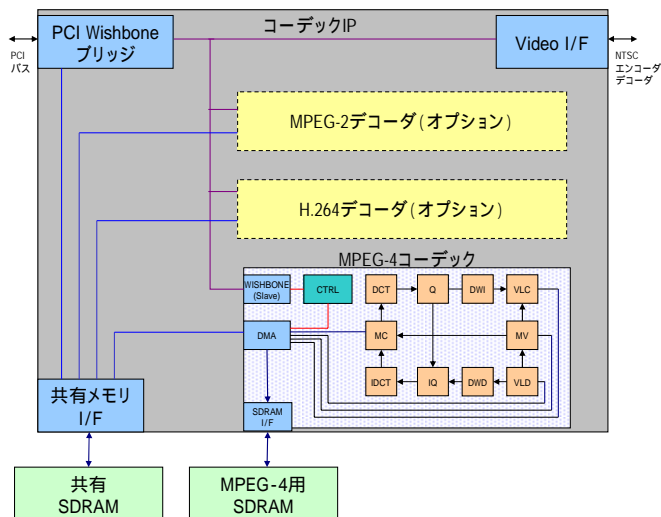 PCI Wishbone
ブリッジ
コーデックIP
Video I/F
PCI
バス
NTSC
エンコーダ
デコーダ
MPEG-2デコーダ(オプション)
H.264デコーダ(オプション)
MPEG-4コーデック
WISHBONE
(Slave)
CTRL
DCT
Q
DWI
VLC
DMA
MC
MV
IDCT
IQ
DWD
VLD
共有メモリ
I/F
SDRAM
I/F
共有
SDRAM
MPEG-4用
SDRAM